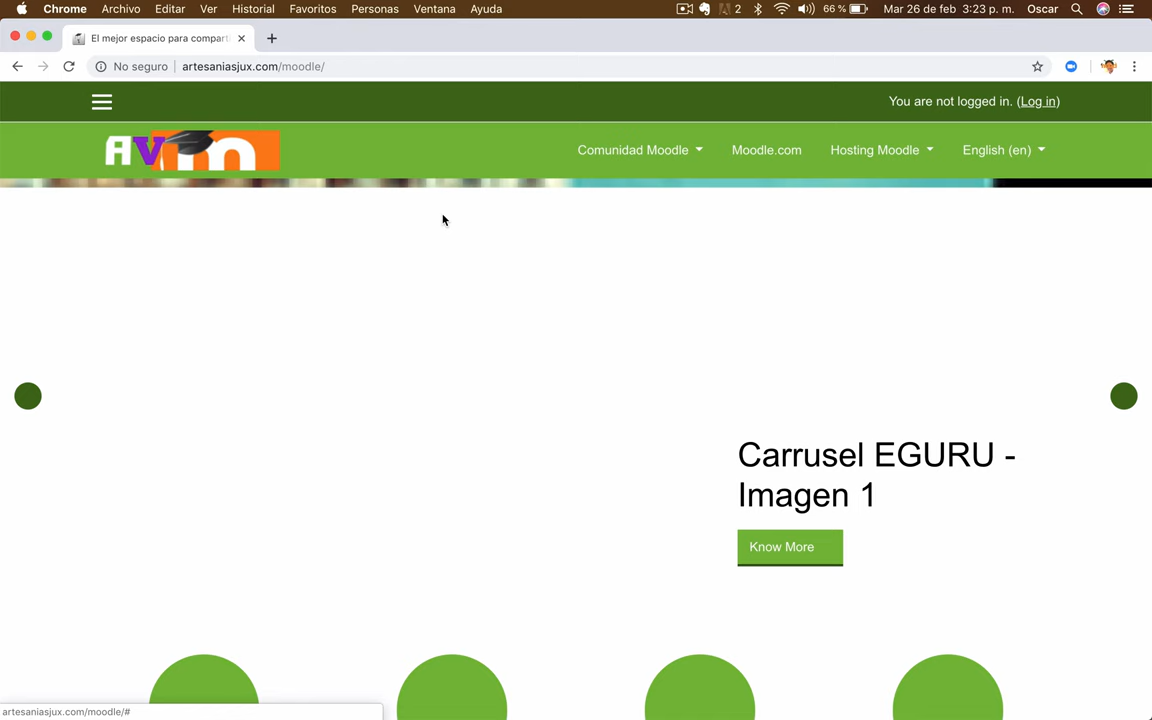 Chrome Archivo Editar Ver Historial Favoritos Personas Ventana Ayuda 2 66 % Mar 26 de feb 3:23 p. m. Oscar
El mejor espacio para compart
No seguro artesaniasjux.com/moodle/
You are not logged in. (Log in)
AVm Comunidad Moodle Moodle.com Hosting Moodle English (en)
Carrusel EGURU -
Imagen 1
Know More
artesaniasjux.com/moodle/#